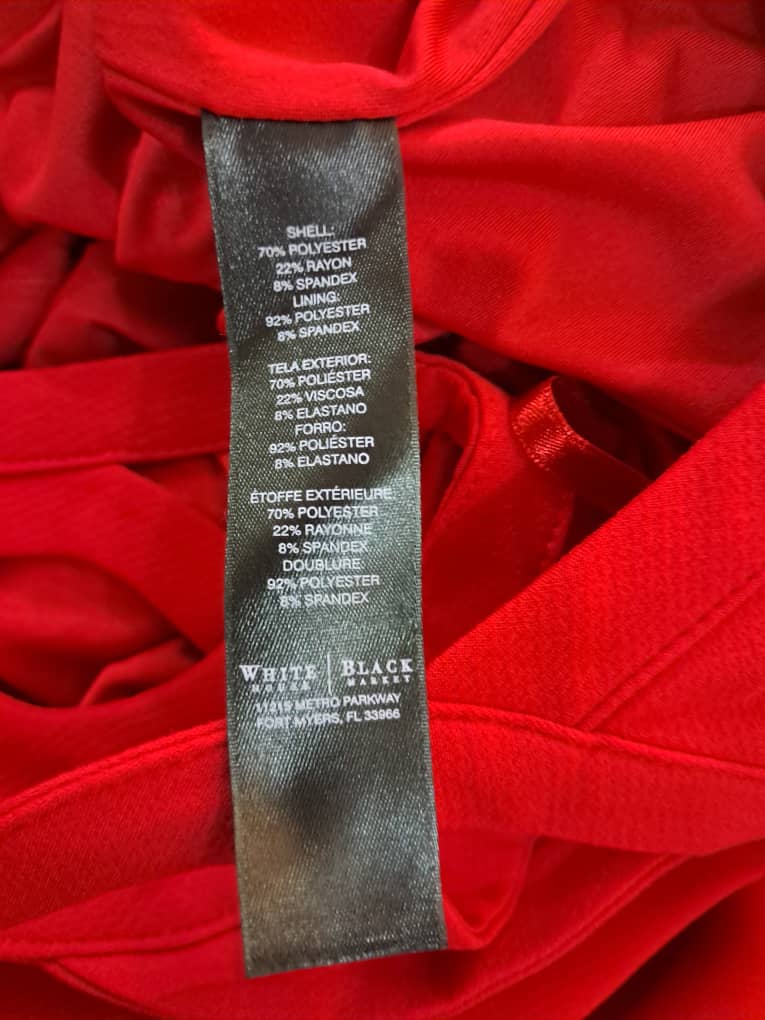 SHELL:
70% POLYESTER
22% RAYON
8% SPANDEX
LINING:
92% POLYESTER
8% SPANDEX
TELA EXTERIOR:
70% POLIÉSTER
22% VISCOSA
8% ELASTANO
FORRO:
92% POLIÉSTER
8% ELASTANO
ÉTOFFE EXTÉRIEURE:
70% POLYESTER
22% RAYONNE
8% SPANDEX
DOUBLURE:
92% POLYESTER
8% SPANDEX
WHITE | BLACK
HOUSE | MARKET
11215 METRO PARKWAY
FORT MYERS, FL 33966